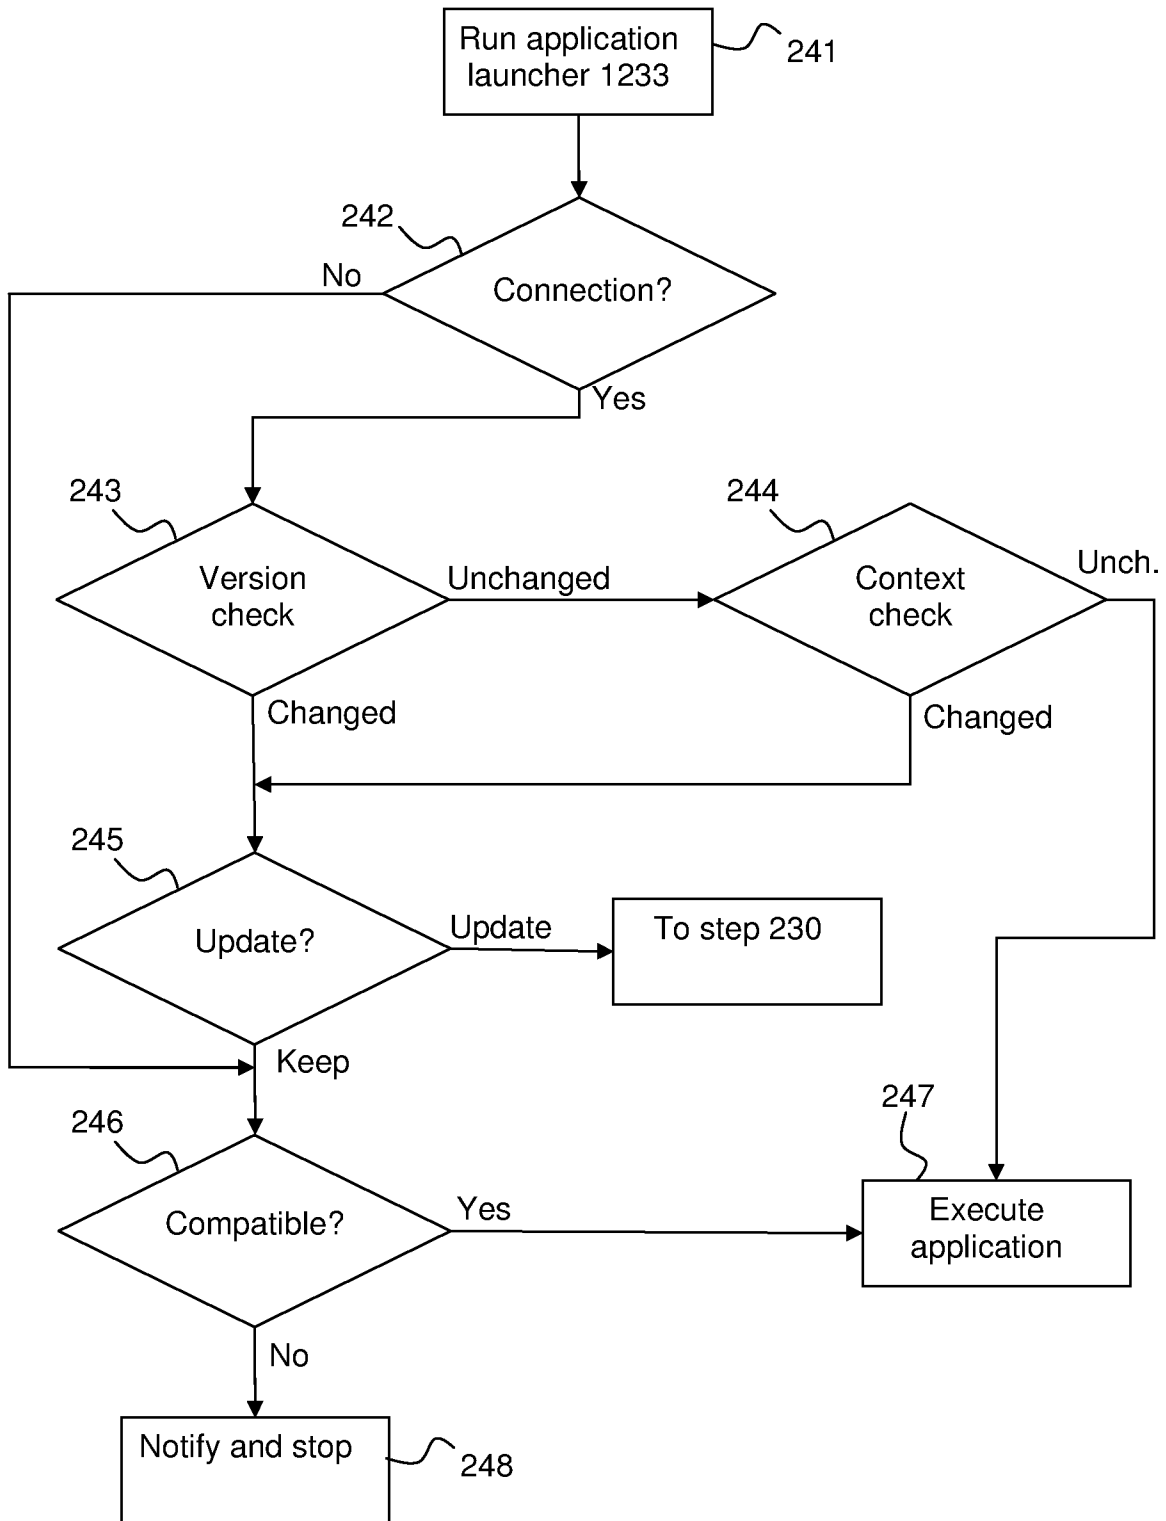 Run application
launcher 1233
241
242
No
Connection?
Yes
243
244
Version
check
Unchanged
Context
check
Unch.
Changed
Changed
245
Update?
Update
To step 230
Keep
246
247
Compatible?
Yes
Execute
application
No
Notify and stop
248